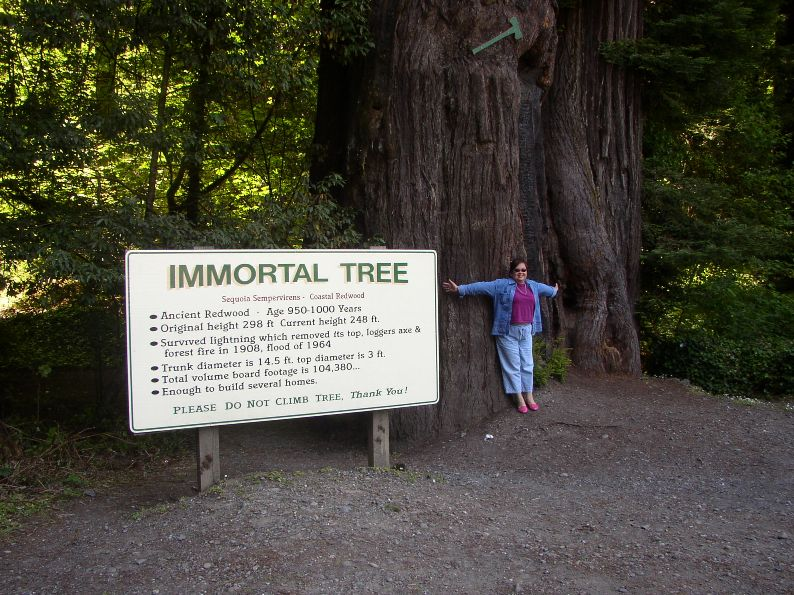 IMMORTAL TREE
Sequoia Sempervirens - Coastal Redwood
Ancient Redwood - Age 950-1000 Years
Original height 298 ft Current height 248 ft.
Survived lightning which removed its top, loggers axe &
forest fire in 1908, flood of 1964
Trunk diameter is 14.5 ft. top diameter is 3 ft.
Total volume board footage is 104,380...
Enough to build several homes.
Please Do Not Climb Tree, Thank You!